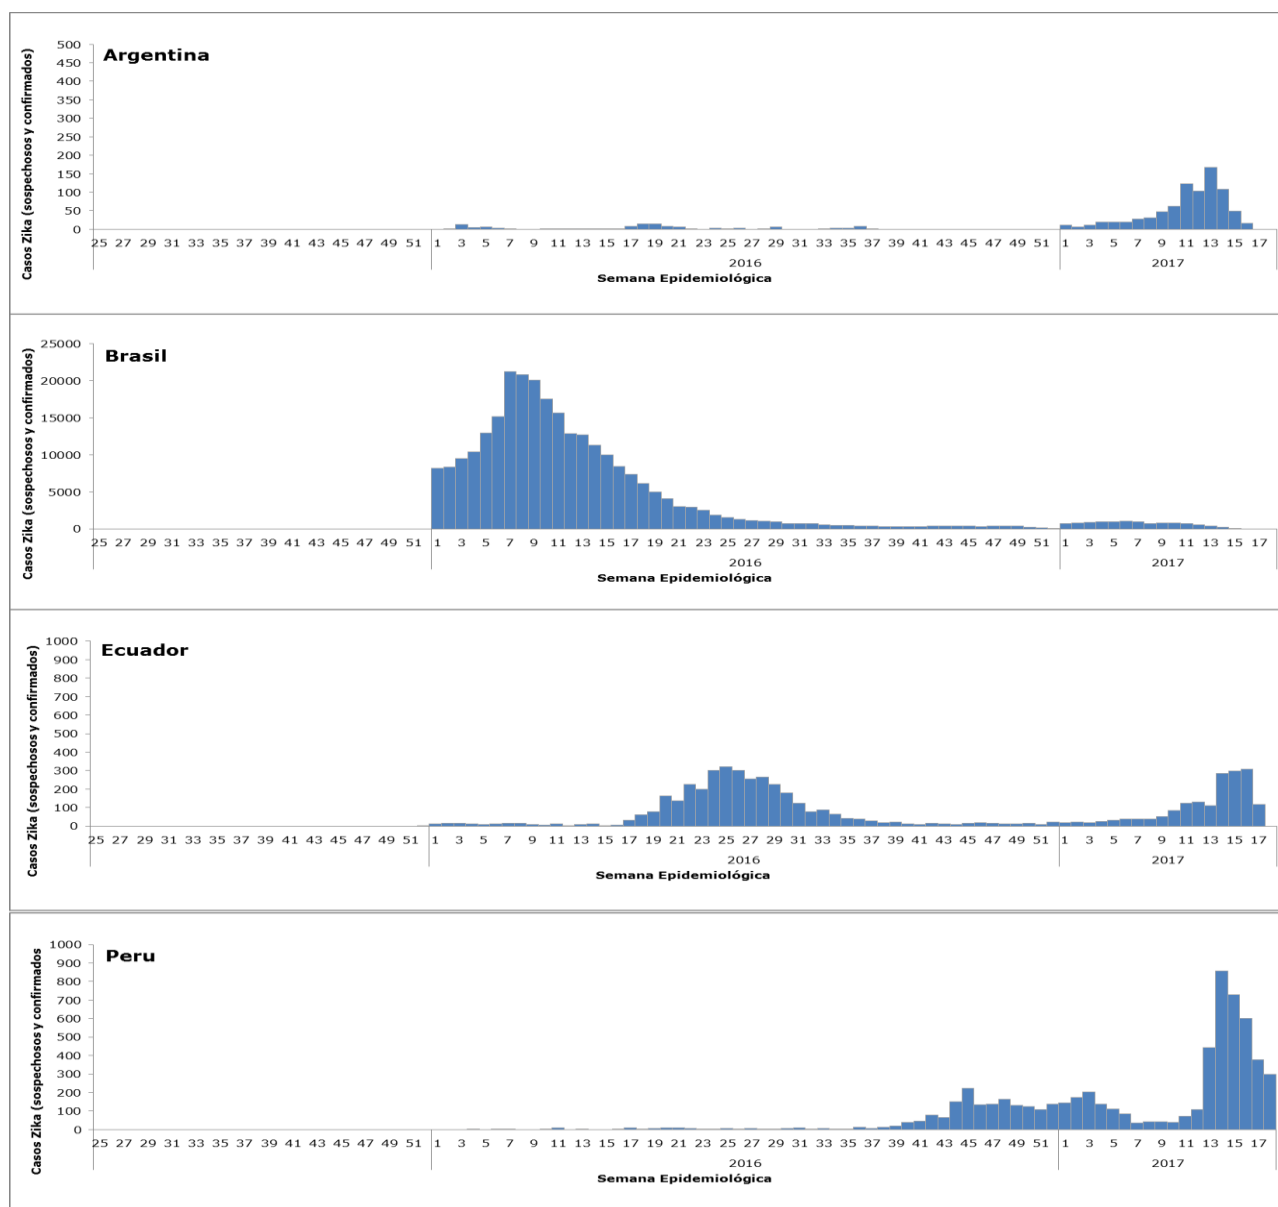 Argentina
Casos Zika (sospechosos y confirmados)
500
450
400
350
300
250
200
150
100
50
0
25 27 29 31 33 35 37 39 41 43 45 47 49 51 1 3 5 7 9 11 13 15 17 19 21 23 25 27 29 31 33 35 37 39 41 43 45 47 49 51 1 3 5 7 9 11 13 15 17
2016 2017
Semana Epidemiológica
Brasil
Casos Zika (sospechosos y confirmados)
25000
20000
15000
10000
5000
0
25 27 29 31 33 35 37 39 41 43 45 47 49 51 1 3 5 7 9 11 13 15 17 19 21 23 25 27 29 31 33 35 37 39 41 43 45 47 49 51 1 3 5 7 9 11 13 15 17
2016 2017
Semana Epidemiológica
Ecuador
Casos Zika (sospechosos y confirmados)
1000
900
800
700
600
500
400
300
200
100
0
25 27 29 31 33 35 37 39 41 43 45 47 49 51 1 3 5 7 9 11 13 15 17 19 21 23 25 27 29 31 33 35 37 39 41 43 45 47 49 51 1 3 5 7 9 11 13 15 17
2016 2017
Semana Epidemiológica
Peru
Casos Zika (sospechosos y confirmados
1000
900
800
700
600
500
400
300
200
100
0
25 27 29 31 33 35 37 39 41 43 45 47 49 51 1 3 5 7 9 11 13 15 17 19 21 23 25 27 29 31 33 35 37 39 41 43 45 47 49 51 1 3 5 7 9 11 13 15 17
2016 2017
Semana Epidemiológica